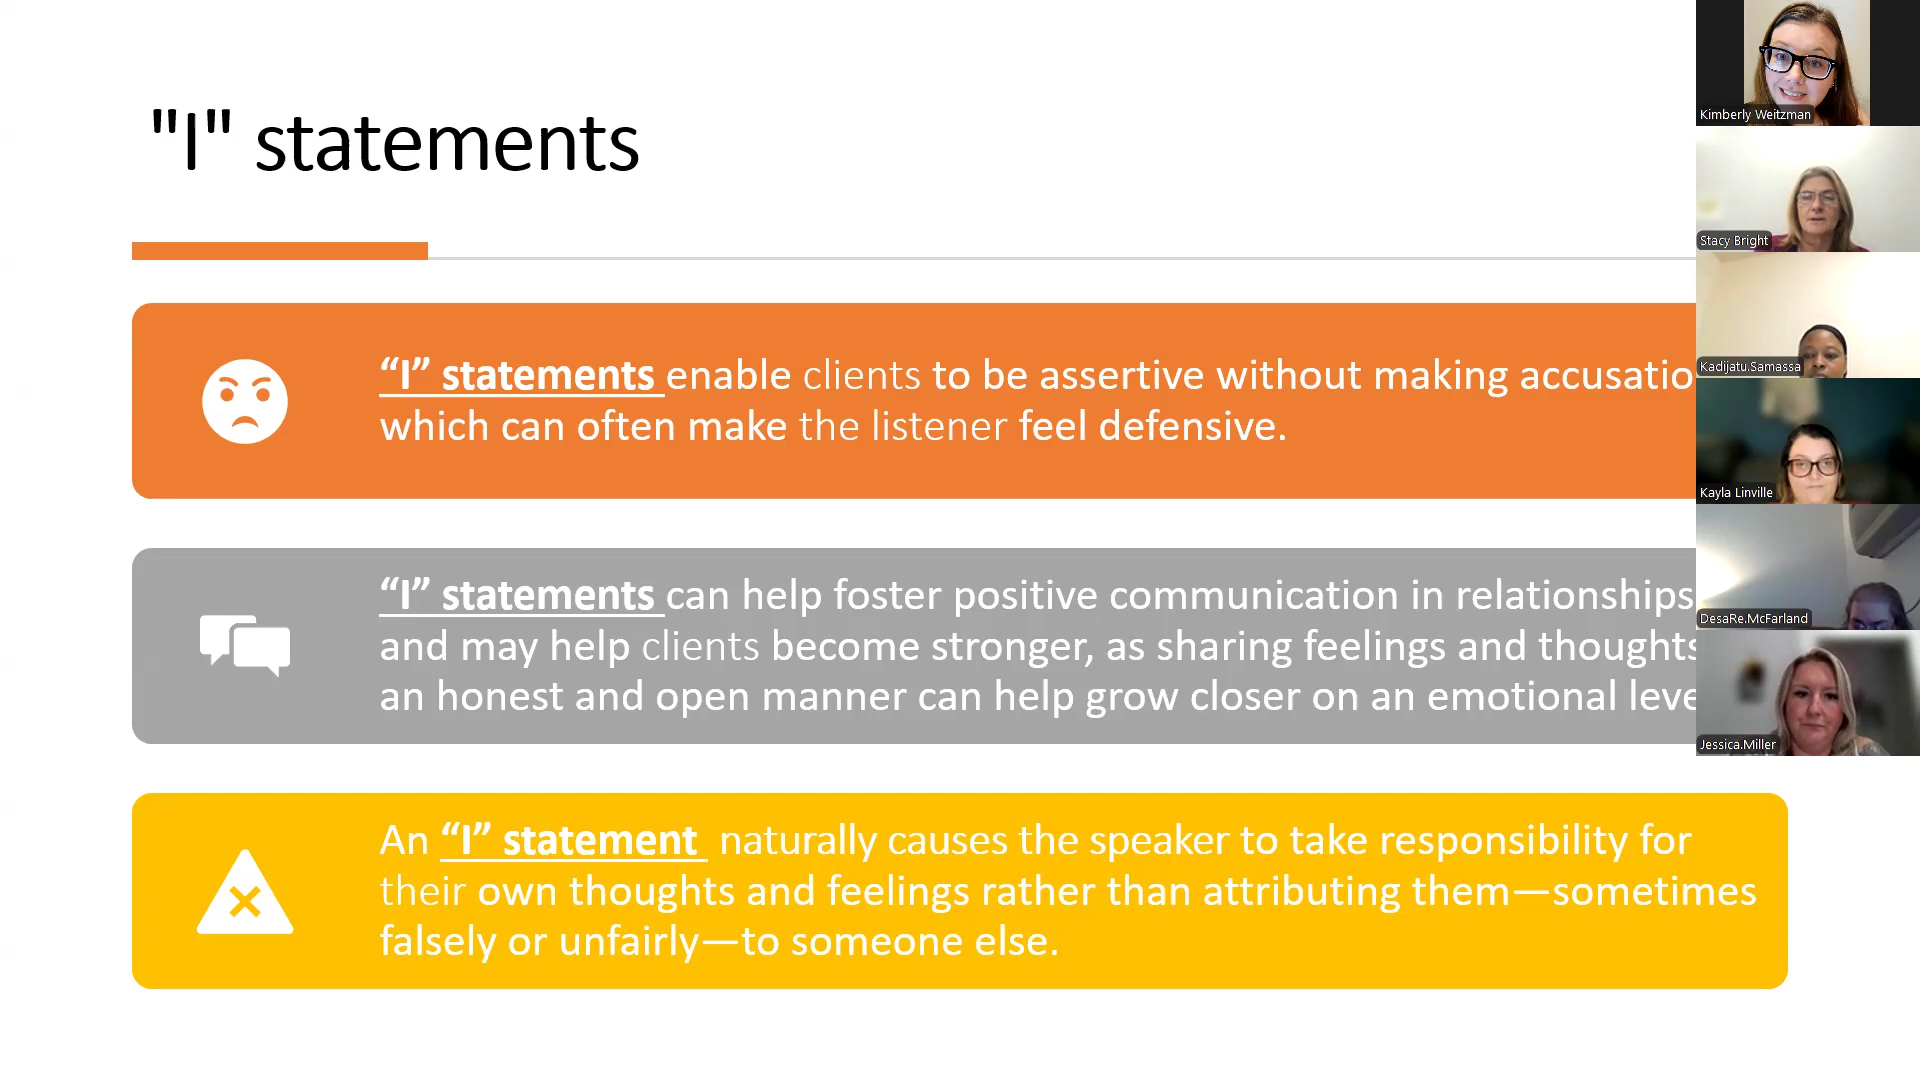 "I" statements
“I” statements enable clients to be assertive without making accusatio
which can often make the listener feel defensive.
“I” statements can help foster positive communication in relationships
and may help clients become stronger, as sharing feelings and thoughts
an honest and open manner can help grow closer on an emotional leve
An “I” statement naturally causes the speaker to take responsibility for
their own thoughts and feelings rather than attributing them—sometimes
falsely or unfairly—to someone else.
Kimberly Weitzman
Stacy Bright
Kadijatu.Samassa
Kayla Linville
DesaRe.McFarland
Jessica.Miller